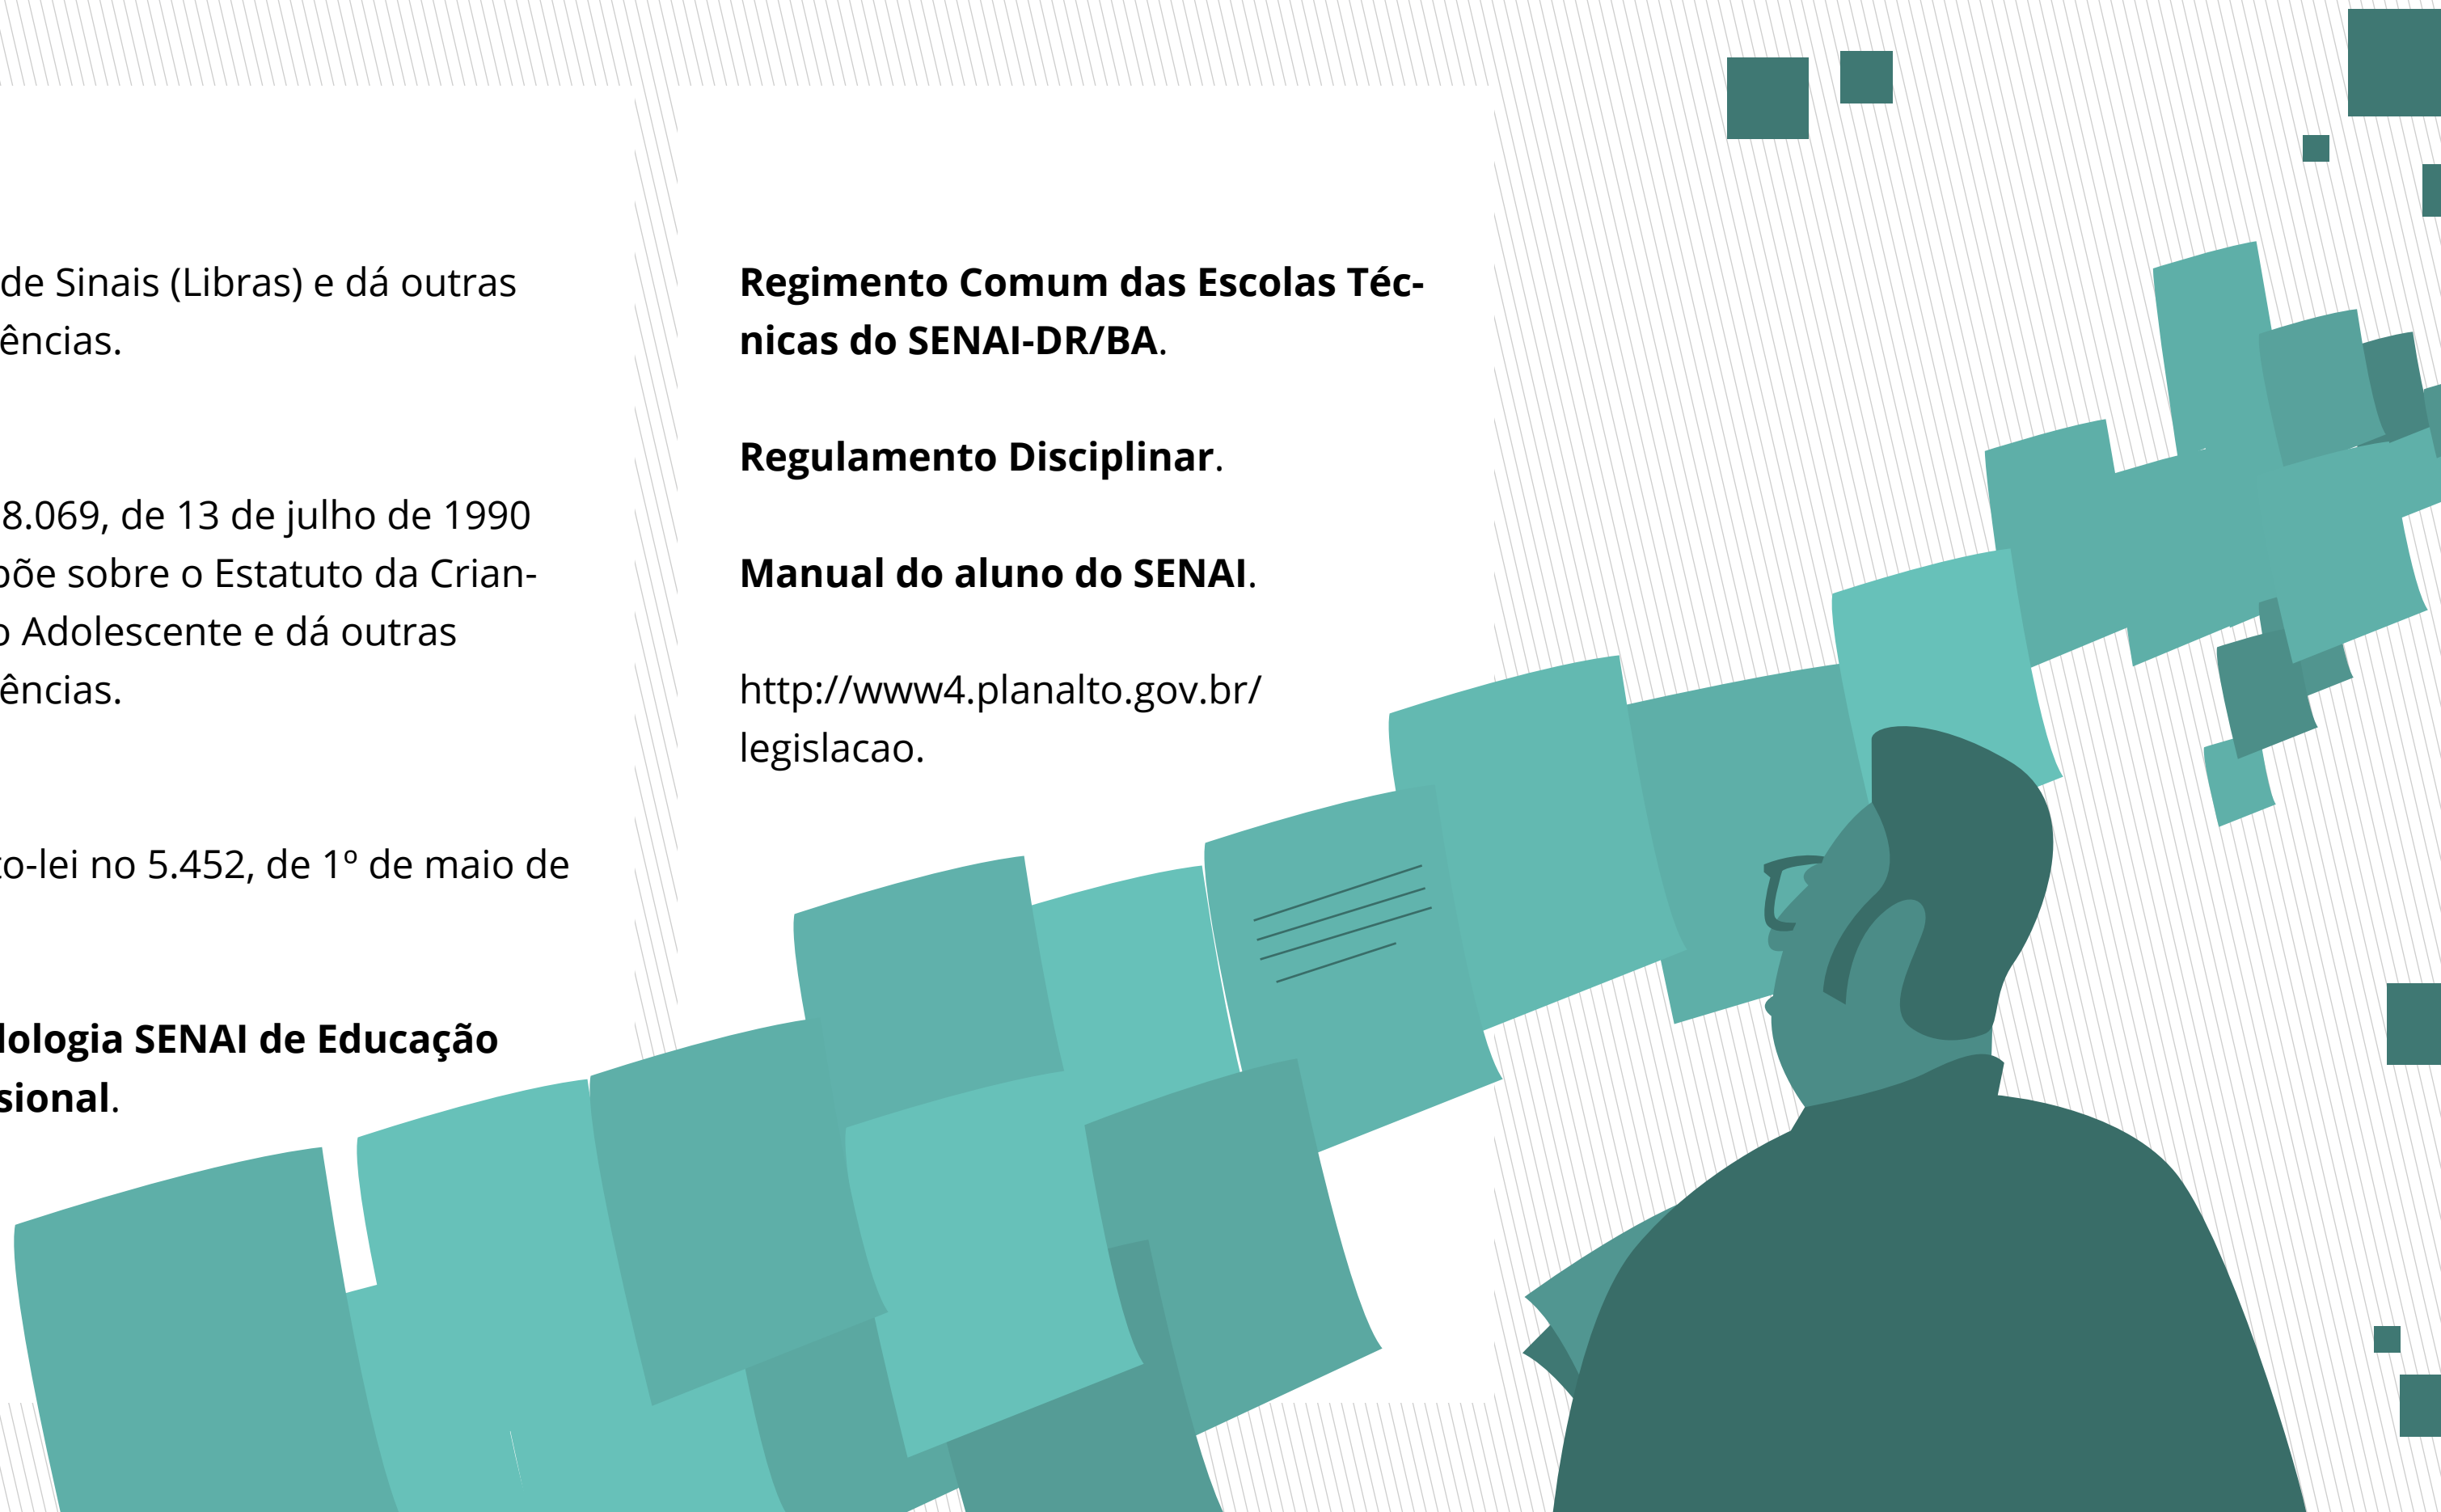 de Sinais (Libras) e dá outras
ências.
8.069, de 13 de julho de 1990
põe sobre o Estatuto da Crian-
o Adolescente e dá outras
ências.
to-lei no 5.452, de 1º de maio de
dologia SENAI de Educação
sional.
Regimento Comum das Escolas Téc-
nicas do SENAI-DR/BA.
Regulamento Disciplinar.
Manual do aluno do SENAI.
http://www4.planalto.gov.br/
legislacao.